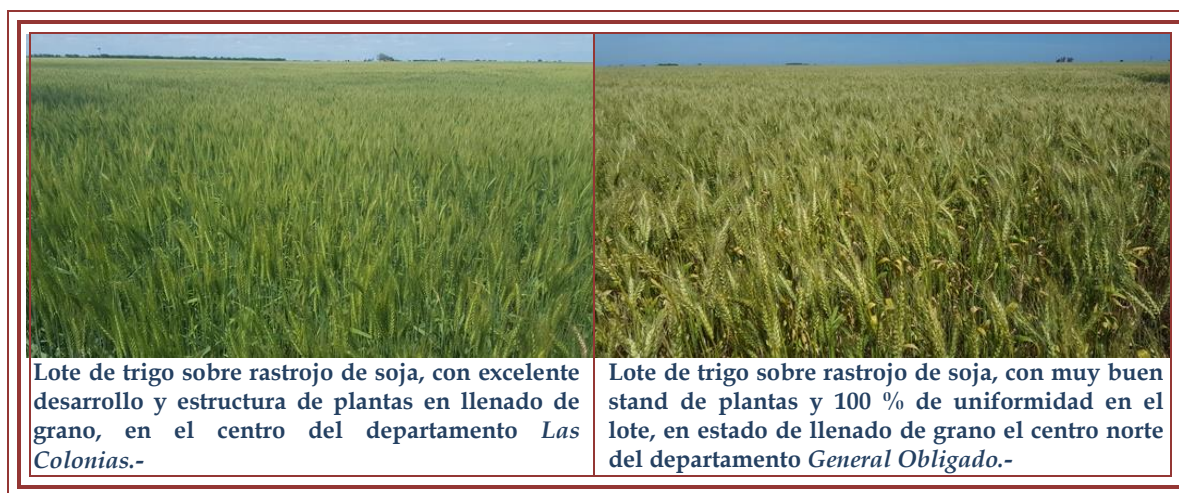 Lote de trigo sobre rastrojo de soja, con excelente
desarrollo y estructura de plantas en llenado de
grano, en el centro del departamento Las
Colonias.-
Lote de trigo sobre rastrojo de soja, con muy buen
stand de plantas y 100 % de uniformidad en el
lote, en estado de llenado de grano el centro norte
del departamento General Obligado.-